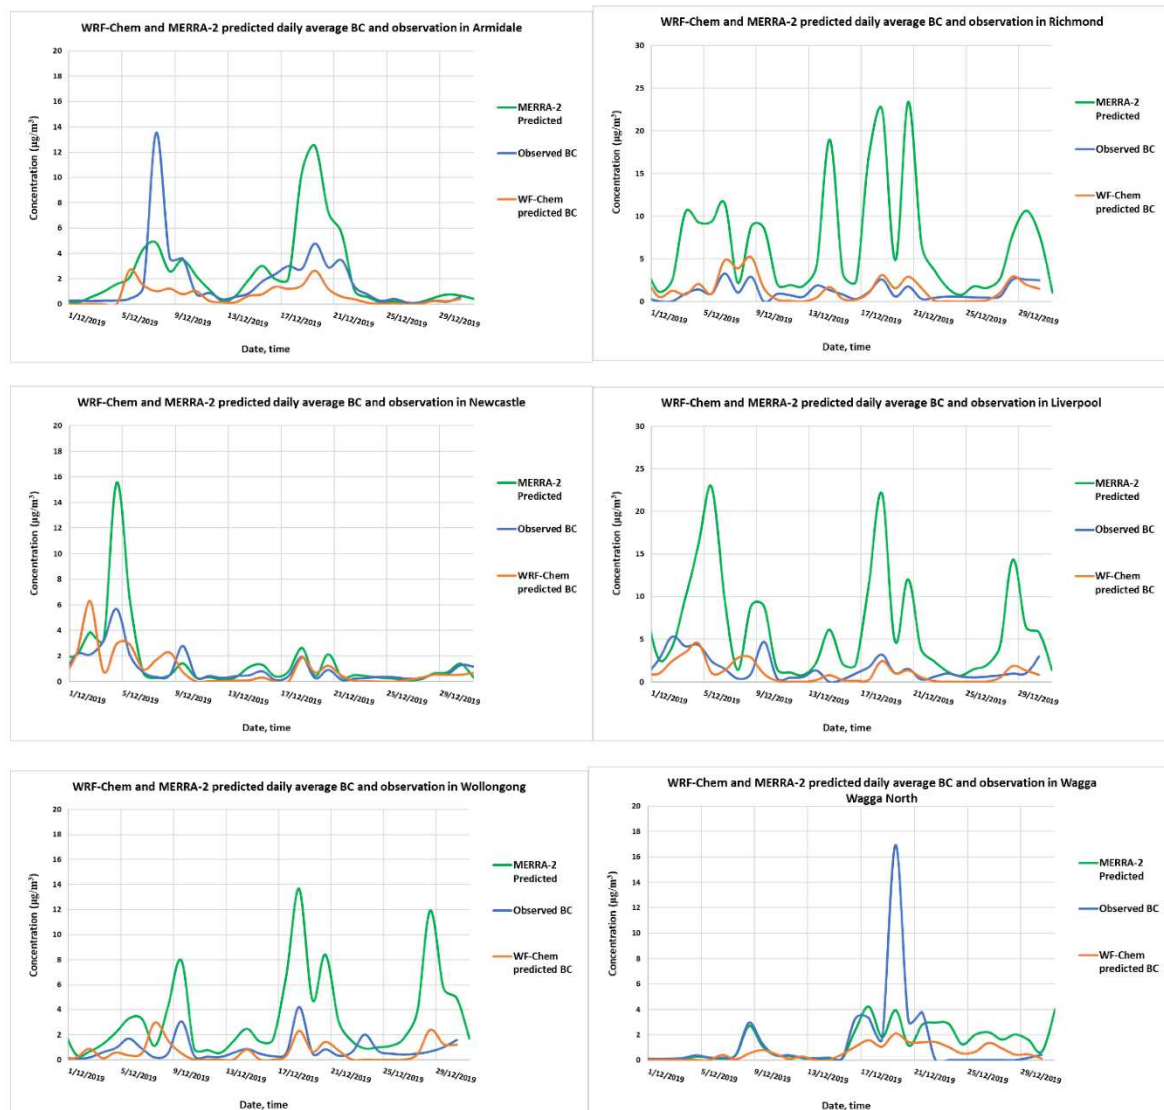 WRF-Chem and MERRA-2 predicted daily average BC and observation in Armidale
20
18
16
14
12
10
8
6
4
2
0
Concentration (µg/m³)
1/12/2019
5/12/2019
9/12/2019
13/12/2019
17/12/2019
21/12/2019
25/12/2019
29/12/2019
Date, time
MERRA-2
Predicted
Observed BC
WF-Chem
predicted BC
WRF-Chem and MERRA-2 predicted daily average BC and observation in Richmond
30
25
20
15
10
5
0
Concentration (µg/m³)
1/12/2019
5/12/2019
9/12/2019
13/12/2019
17/12/2019
21/12/2019
25/12/2019
29/12/2019
Date, time
MERRA-2
Predicted
Observed BC
WF-Chem
predicted BC
WRF-Chem and MERRA-2 predicted daily average BC and observation in Newcastle
20
18
16
14
12
10
8
6
4
2
0
Concentration (µg/m³)
1/12/2019
5/12/2019
9/12/2019
13/12/2019
17/12/2019
21/12/2019
25/12/2019
29/12/2019
Date, time
MERRA-2
Predicted
Observed BC
WRF-Chem
predicted BC
WRF-Chem and MERRA-2 predicted daily average BC and observation in Liverpool
30
25
20
15
10
5
0
Concentration (µg/m³)
1/12/2019
5/12/2019
9/12/2019
13/12/2019
17/12/2019
21/12/2019
25/12/2019
29/12/2019
Date, time
MERRA-2
Predicted
Observed BC
WF-Chem
predicted BC
WRF-Chem and MERRA-2 predicted daily average BC and observation in Wollongong
20
18
16
14
12
10
8
6
4
2
0
Concentration (µg/m³)
1/12/2019
5/12/2019
9/12/2019
13/12/2019
17/12/2019
21/12/2019
25/12/2019
29/12/2019
Date, time
MERRA-2
Predicted
Observed BC
WF-Chem
predicted BC
WRF-Chem and MERRA-2 predicted daily average BC and observation in Wagga
Wagga North
20
18
16
14
12
10
8
6
4
2
0
Concentration (µg/m³)
1/12/2019
5/12/2019
9/12/2019
13/12/2019
17/12/2019
21/12/2019
25/12/2019
29/12/2019
Date, time
MERRA-2
Predicted
Observed BC
WF-Chem
predicted BC